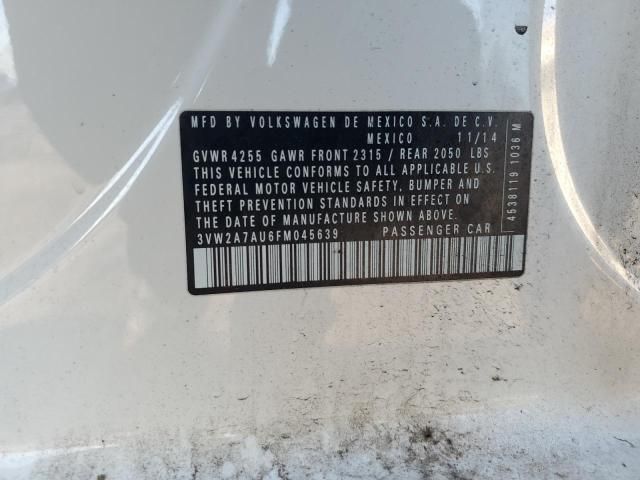 MFD BY VOLKSWAGEN DE MEXICO S.A. DE C.V.
MEXICO 11/14
GVWR 4255 GAWR FRONT 2315 / REAR 2050 LBS
THIS VEHICLE CONFORMS TO ALL APPLICABLE U.S.
FEDERAL MOTOR VEHICLE SAFETY, BUMPER AND
THEFT PREVENTION STANDARDS IN EFFECT ON
THE DATE OF MANUFACTURE SHOWN ABOVE.
3VW2A7AU6FM045639 PASSENGER CAR
4538119 1036 M